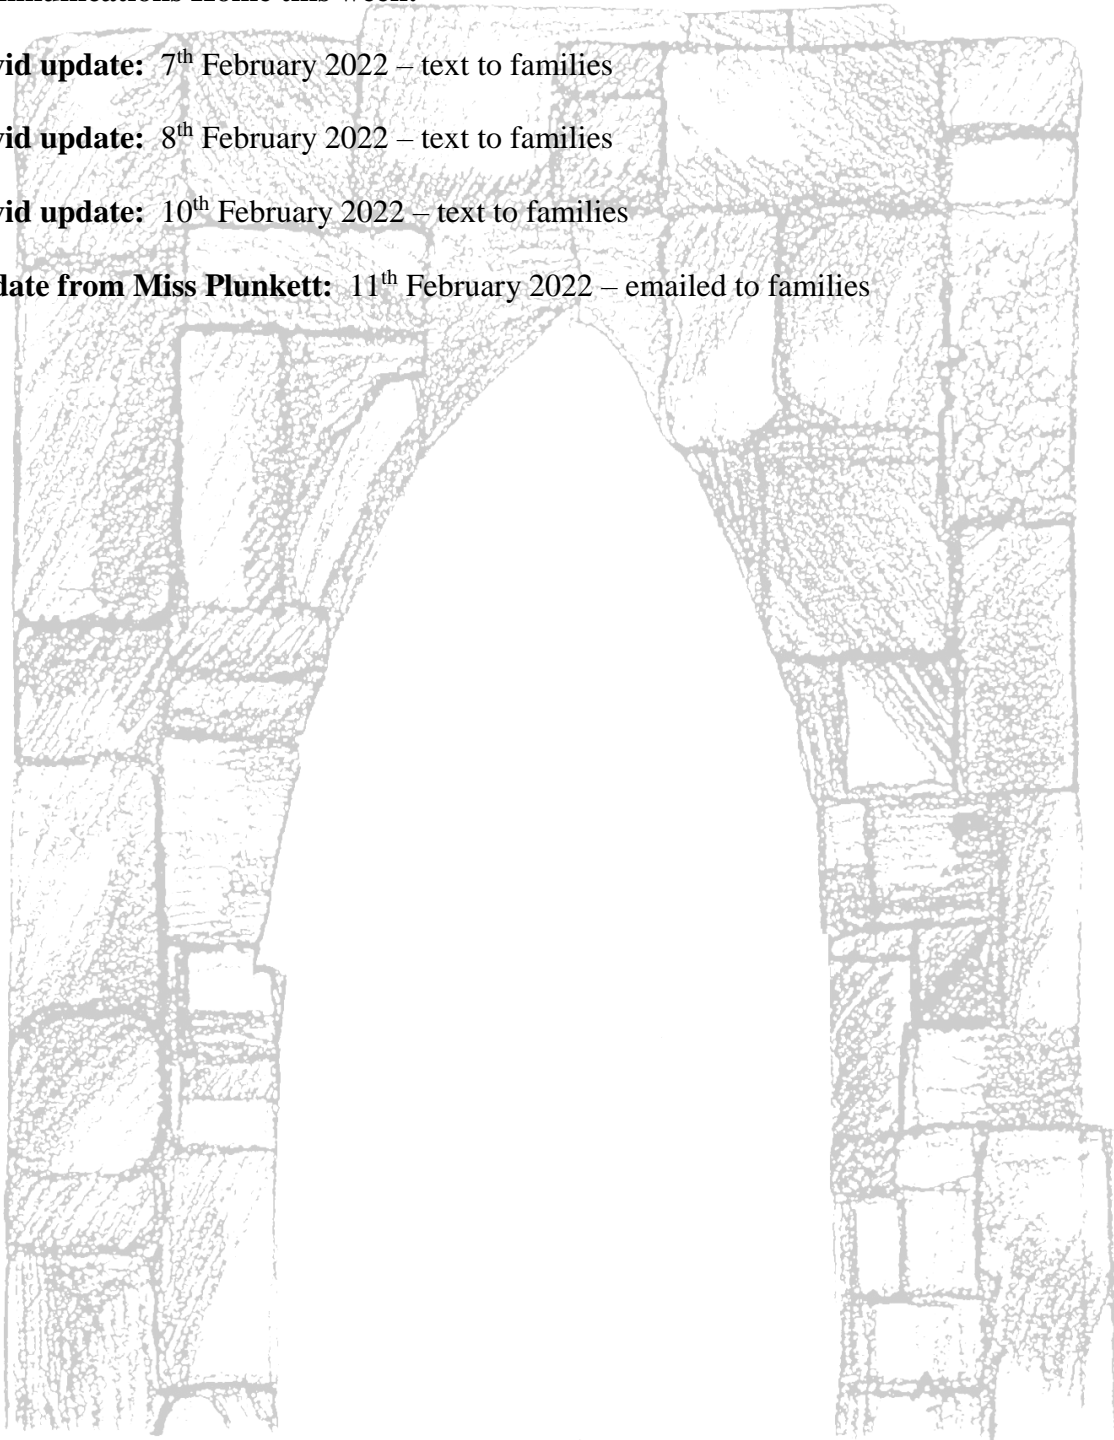 vid update: 7th February 2022 – text to families
vid update: 8th February 2022 – text to families
vid update: 10th February 2022 – text to families
date from Miss Plunkett: 11th February 2022 – emailed to families